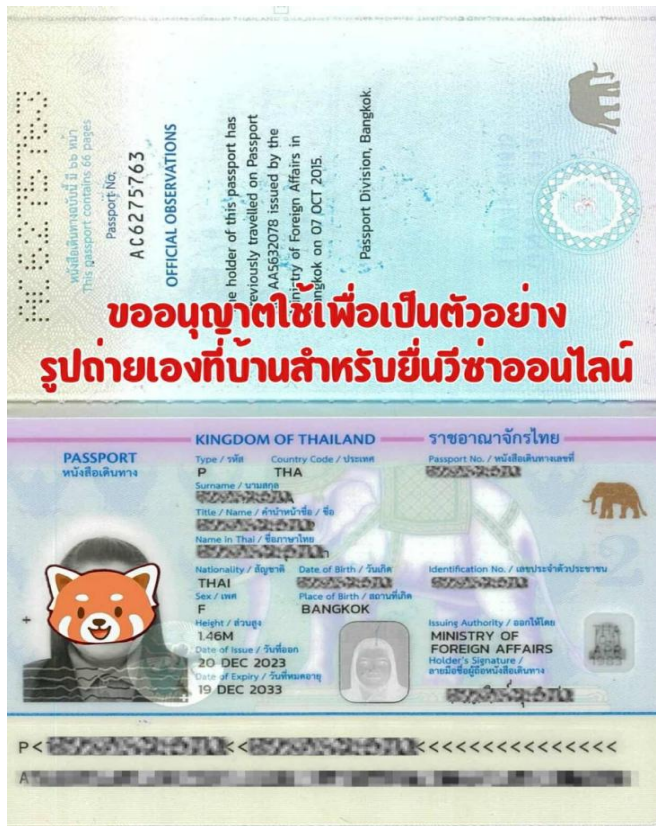 หนังสือเดินทางฉบับนี้ มี ๖๖ หน้า
This passport contains 66 pages
Passport No.
AC6275763
OFFICIAL OBSERVATIONS
holder of this passport has
travelled on Passport
AA5632078 issued by the
of Foreign Affairs in
on 07 OCT 2015.
Passport Division, Bangkok.
ขออนุญาตใช้เพื่อเป็นตัวอย่าง
รูปถ่ายเองที่บ้านสำหรับยื่นวีซ่าออนไลน์
PASSPORT
หนังสือเดินทาง
KINGDOM OF THAILAND ราชอาณาจักรไทย
Type / รหัส Country Code / ประเทศ Passport No. / หนังสือเดินทางเลขที่
P THA
Surname / นามสกุล
Title / Name / คำนำหน้าชื่อ / ชื่อ
Name in Thai / ชื่อภาษาไทย
Nationality / สัญชาติ Date of Birth / วันเกิด Identification No. / เลขประจำตัวประชาชน
THAI
Sex / เพศ Place of Birth / สถานที่เกิด
F BANGKOK
Height / ส่วนสูง Issuing Authority / ออกให้โดย
1.46M MINISTRY OF
FOREIGN AFFAIRS
Date of Issue / วันที่ออก
20 DEC 2023
Holder's Signature /
ลายมือชื่อผู้ถือหนังสือเดินทาง
Date of Expiry / วันที่หมดอายุ
19 DEC 2033
P< << <<<<<<<<<<<<<<<
A